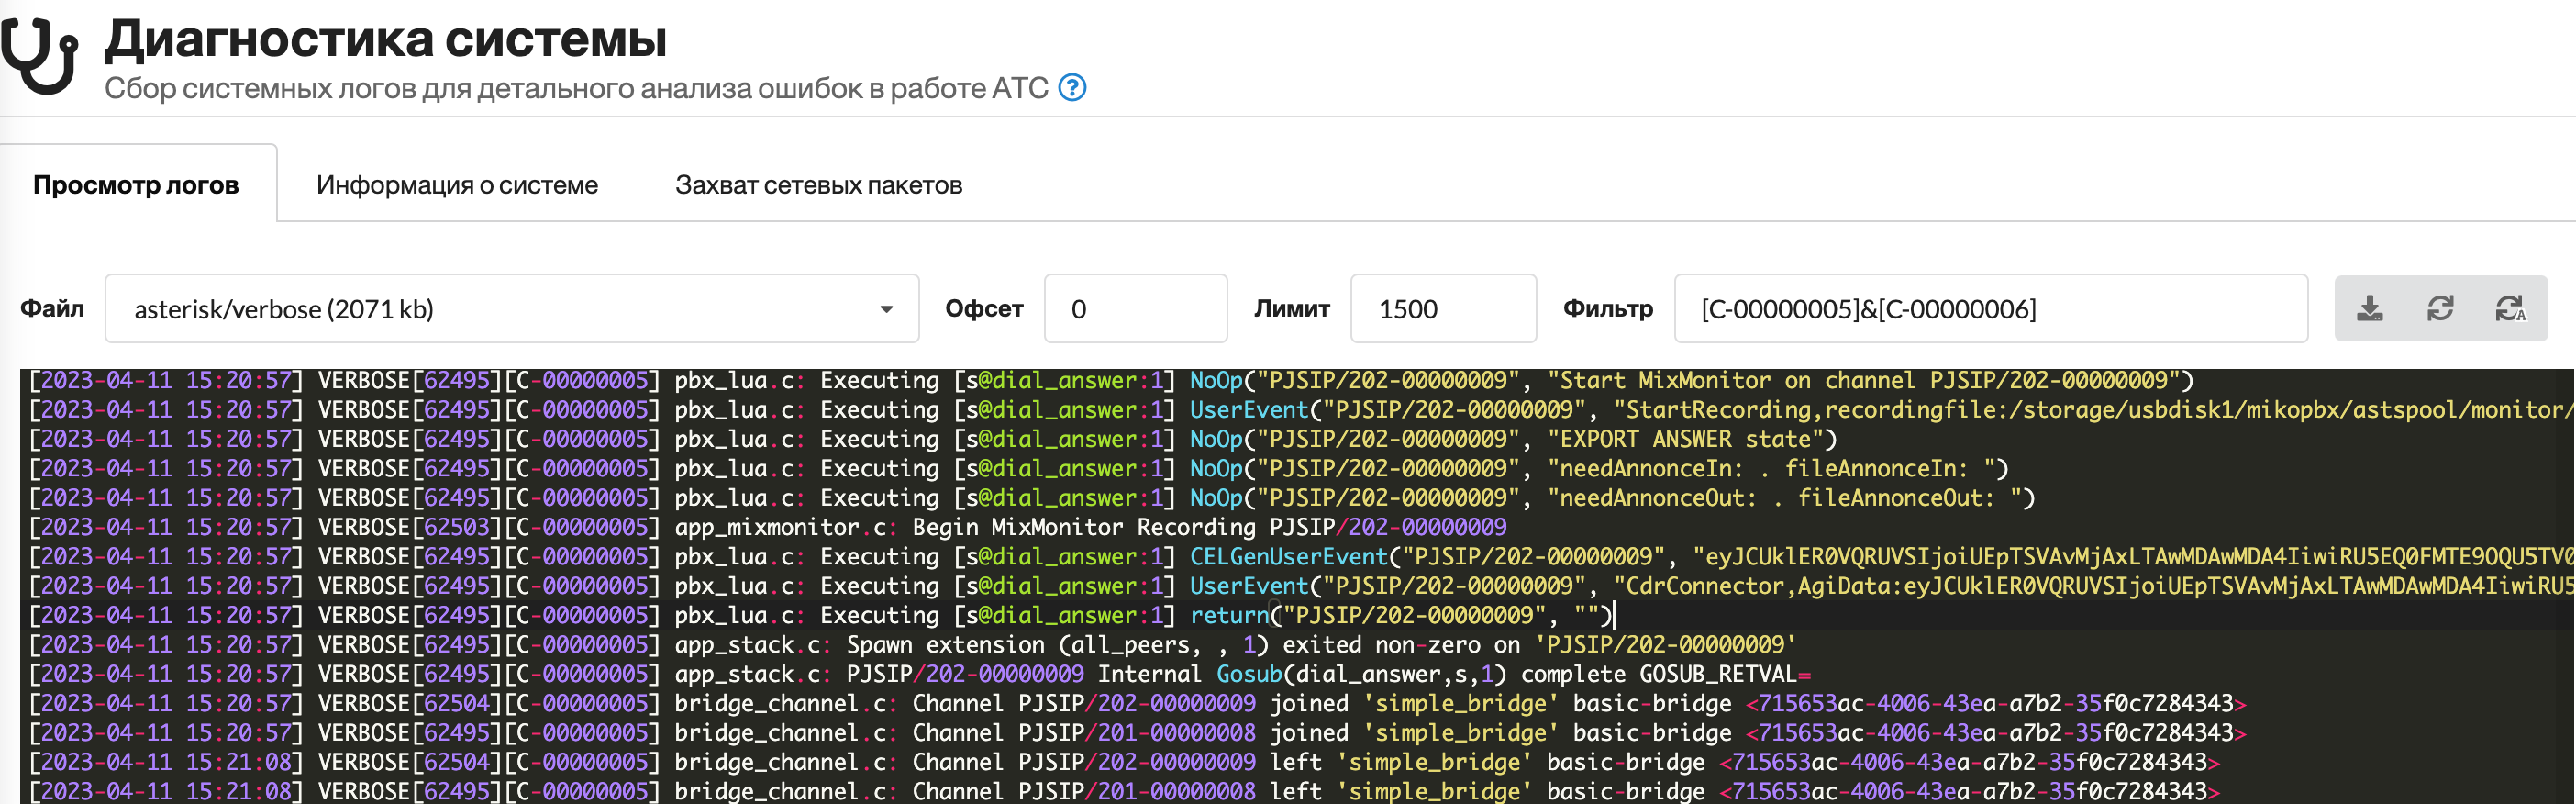 Диагностика системы
Сбор системных логов для детального анализа ошибок в работе АТС ?
Просмотр логов Информация о системе Захват сетевых пакетов
Файл asterisk/verbose (2071 kb) Офсет 0 Лимит 1500 Фильтр [C-00000005]&[C-00000006] A
[2023-04-11 15:20:57] VERBOSE[62495][C-00000005] pbx_lua.c: Executing [s@dial_answer:1] NoOp("PJSIP/202-00000009", "Start MixMonitor on channel PJSIP/202-00000009")
[2023-04-11 15:20:57] VERBOSE[62495][C-00000005] pbx_lua.c: Executing [s@dial_answer:1] UserEvent("PJSIP/202-00000009", "StartRecording,recordingfile:/storage/usbdisk1/mikopbx/astspool/monitor/
[2023-04-11 15:20:57] VERBOSE[62495][C-00000005] pbx_lua.c: Executing [s@dial_answer:1] NoOp("PJSIP/202-00000009", "EXPORT ANSWER state")
[2023-04-11 15:20:57] VERBOSE[62495][C-00000005] pbx_lua.c: Executing [s@dial_answer:1] NoOp("PJSIP/202-00000009", "needAnnonceIn: . fileAnnonceIn: ")
[2023-04-11 15:20:57] VERBOSE[62495][C-00000005] pbx_lua.c: Executing [s@dial_answer:1] NoOp("PJSIP/202-00000009", "needAnnonceOut: . fileAnnonceOut: ")
[2023-04-11 15:20:57] VERBOSE[62503][C-00000005] app_mixmonitor.c: Begin MixMonitor Recording PJSIP/202-00000009
[2023-04-11 15:20:57] VERBOSE[62495][C-00000005] pbx_lua.c: Executing [s@dial_answer:1] CELGenUserEvent("PJSIP/202-00000009", "eyJCUklER0VQRUVSIjoiUEpTSVAvMjAxLTAwMDAwMDA4IiwiRU5EQ0FMTE9OQU5TV0
[2023-04-11 15:20:57] VERBOSE[62495][C-00000005] pbx_lua.c: Executing [s@dial_answer:1] UserEvent("PJSIP/202-00000009", "CdrConnector,AgiData:eyJCUklER0VQRUVSIjoiUEpTSVAvMjAxLTAwMDAwMDA4IiwiRU5
[2023-04-11 15:20:57] VERBOSE[62495][C-00000005] pbx_lua.c: Executing [s@dial_answer:1] return("PJSIP/202-00000009", "")
[2023-04-11 15:20:57] VERBOSE[62495][C-00000005] app_stack.c: Spawn extension (all_peers, , 1) exited non-zero on 'PJSIP/202-00000009'
[2023-04-11 15:20:57] VERBOSE[62495][C-00000005] app_stack.c: PJSIP/202-00000009 Internal Gosub(dial_answer,s,1) complete GOSUB_RETVAL=
[2023-04-11 15:20:57] VERBOSE[62504][C-00000005] bridge_channel.c: Channel PJSIP/202-00000009 joined 'simple_bridge' basic-bridge <715653ac-4006-43ea-a7b2-35f0c7284343>
[2023-04-11 15:20:57] VERBOSE[62495][C-00000005] bridge_channel.c: Channel PJSIP/201-00000008 joined 'simple_bridge' basic-bridge <715653ac-4006-43ea-a7b2-35f0c7284343>
[2023-04-11 15:21:08] VERBOSE[62504][C-00000005] bridge_channel.c: Channel PJSIP/202-00000009 left 'simple_bridge' basic-bridge <715653ac-4006-43ea-a7b2-35f0c7284343>
[2023-04-11 15:21:08] VERBOSE[62495][C-00000005] bridge_channel.c: Channel PJSIP/201-00000008 left 'simple_bridge' basic-bridge <715653ac-4006-43ea-a7b2-35f0c7284343>